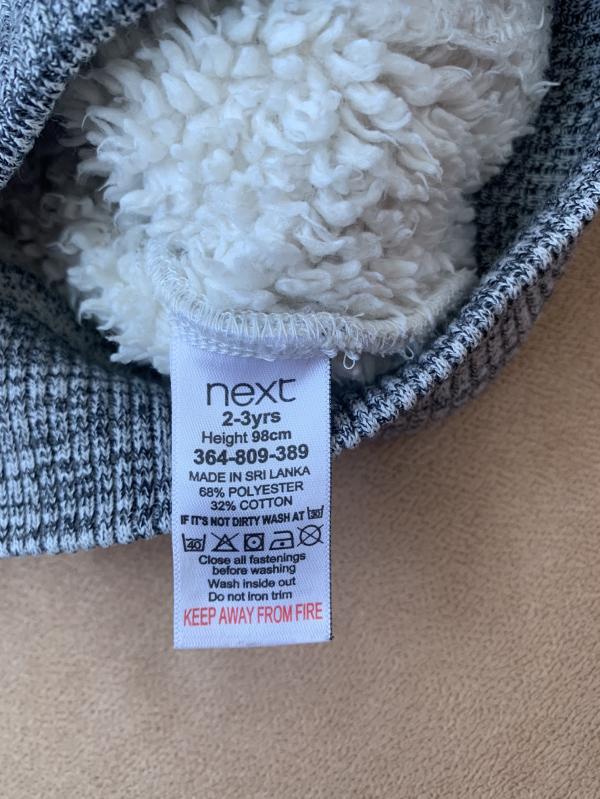 next
2-3yrs
Height 98cm
364-809-389
MADE IN SRI LANKA
68% POLYESTER
32% COTTON
IF IT'S NOT DIRTY WASH AT 30
40
Close all fastenings
before washing
Wash inside out
Do not iron trim
KEEP AWAY FROM FIRE